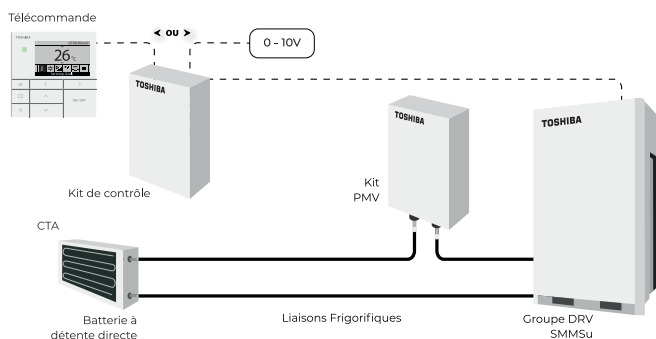 Télécommande
TOSHIBA
26°C
OU
0 - 10V
TOSHIBA
Kit de contrôle
TOSHIBA
Kit
PMV
TOSHIBA
CTA
Batterie à
détente directe
Liaisons Frigorifiques
Groupe DRV
SMMSu